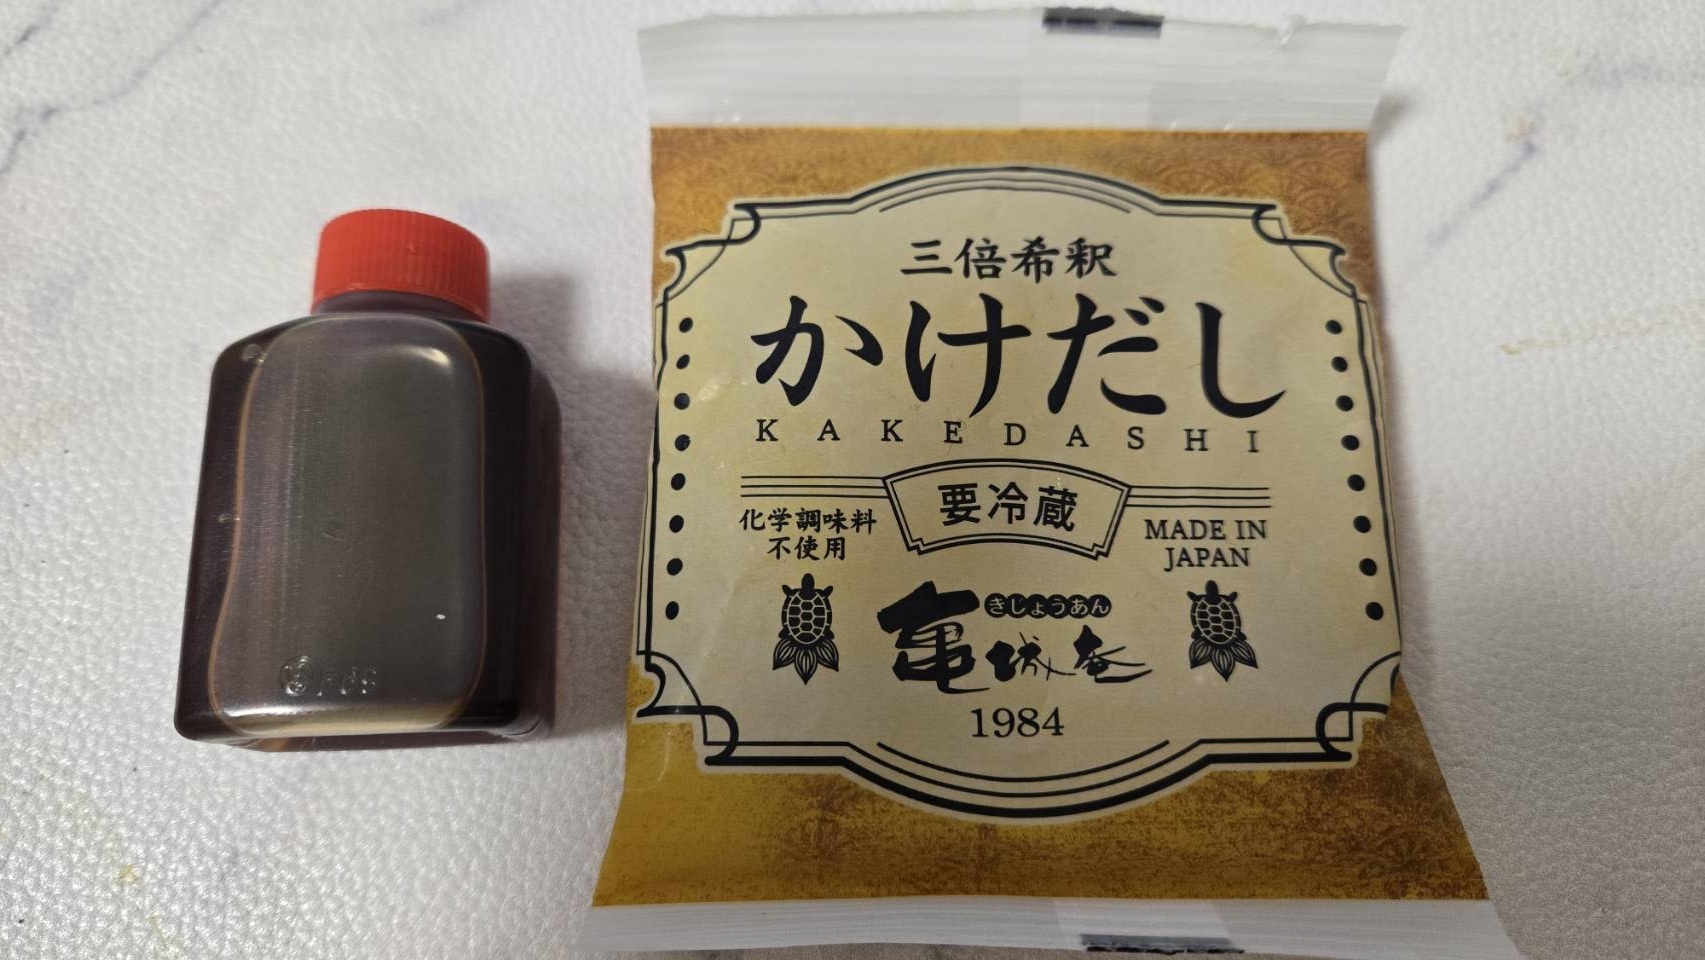 三倍希釈
かけだし
KAKEDASHI
要冷蔵
化学調味料
不使用
MADE IN
JAPAN
きじょうあん
亀城庵
1984